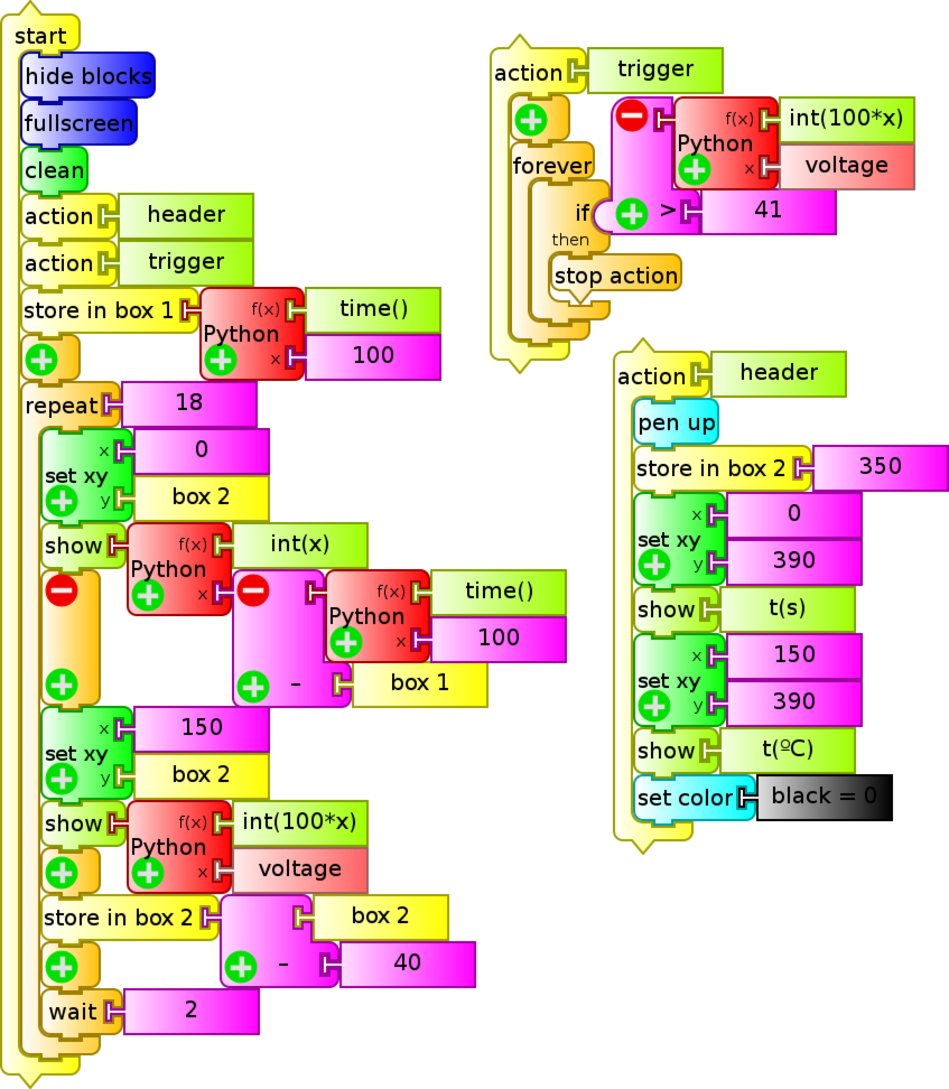 start
hide blocks
fullscreen
clean
action header
action trigger
store in box 1 Python f(x) time()
x 100
repeat 18
set xy x 0
y box 2
show Python f(x) int(x)
x Python f(x) time()
x 100
- box 1
set xy x 150
y box 2
show Python f(x) int(100*x)
x voltage
store in box 2 box 2
- 40
wait 2
action trigger
Python f(x) int(100*x)
x voltage
forever
if > 41
then
stop action
action header
pen up
store in box 2 350
set xy x 0
y 390
show t(s)
set xy x 150
y 390
show t(ºC)
set color black = 0